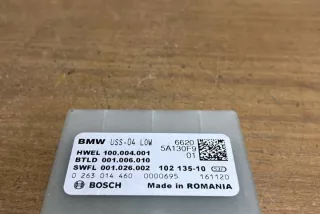 BMW USS-04 LOW 6620
5A130F9
HWEL 100.004.001 01
BTLD 001.006.010
SWFL 001.026.002 102 135-10
0 263 014 460 0000695 161120
BOSCH Made in ROMANIA